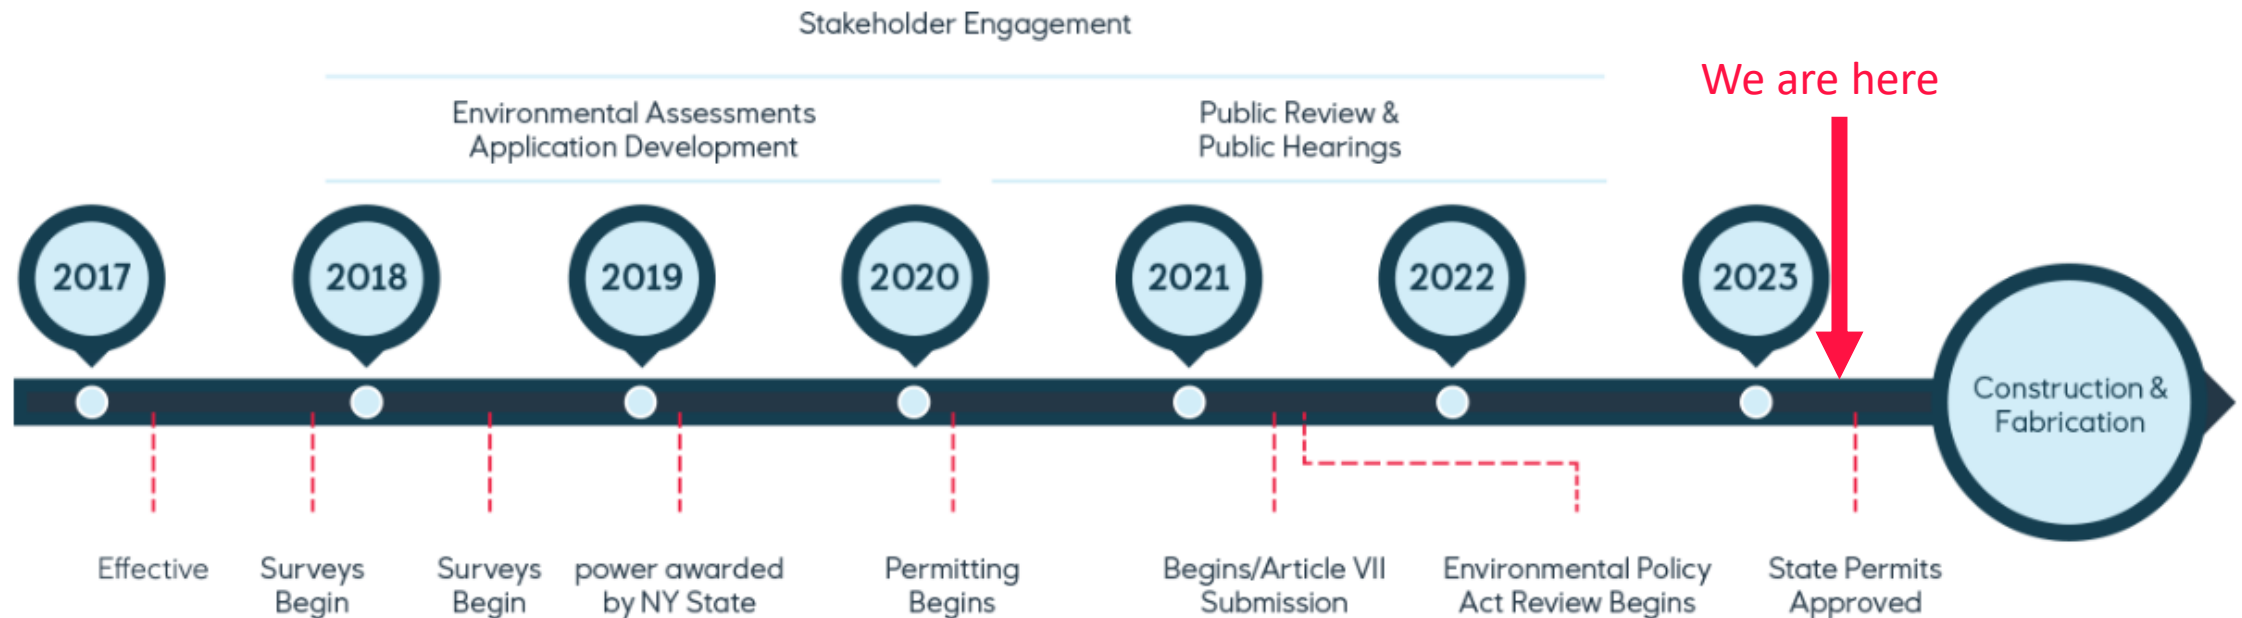 Stakeholder Engagement
We are here
Environmental Assessments
Application Development
Public Review &
Public Hearings
2017
2018
2019
2020
2021
2022
2023
Construction &
Fabrication
Effective
Surveys
Begin
Surveys
Begin
power awarded
by NY State
Permitting
Begins
Begins/Article VII
Submission
Environmental Policy
Act Review Begins
State Permits
Approved